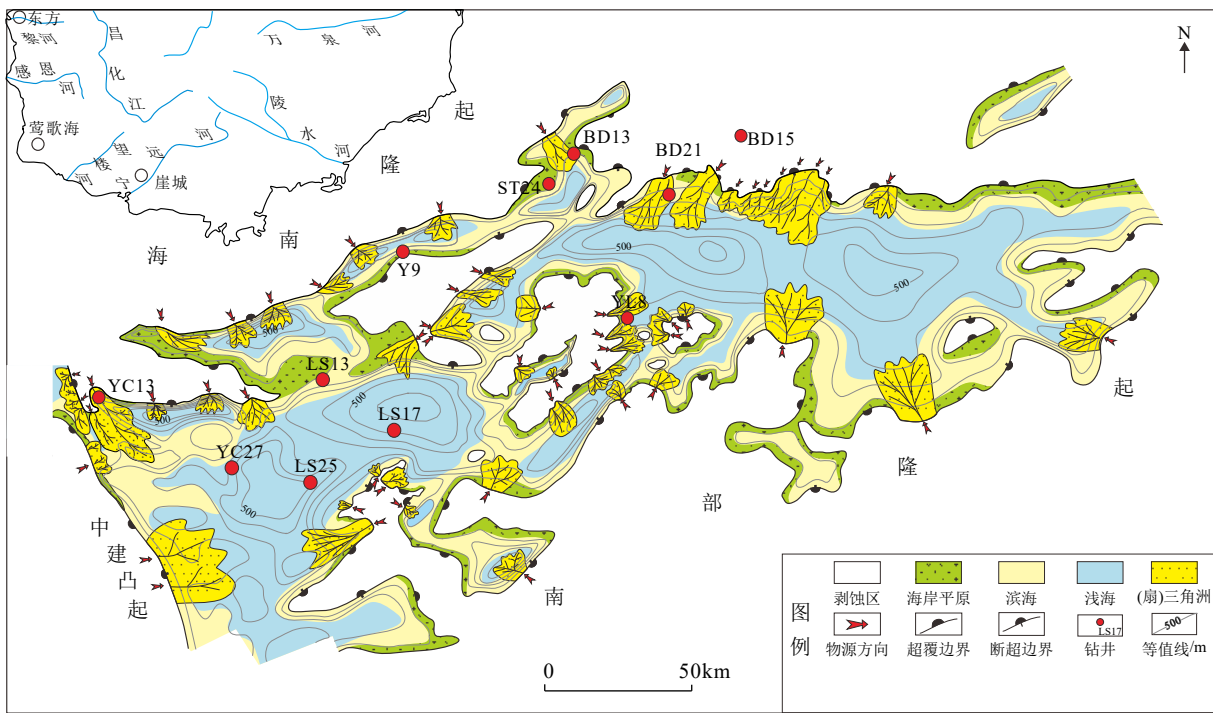 东方
黎河
感恩河
昌化江
万泉河
陵水河
莺歌海
望楼河
宁远河
崖城
N
海南隆起
BD13
BD15
BD21
ST24
Y9
500
500
YL8
500
LS13
YC13
500
500
LS17
YC27
LS25
500
中建凸起
南部隆起
0 50km
图例
剥蚀区 海岸平原 滨海 浅海 (扇)三角洲
LS17 500
物源方向 超覆边界 断超边界 钻井 等值线/m